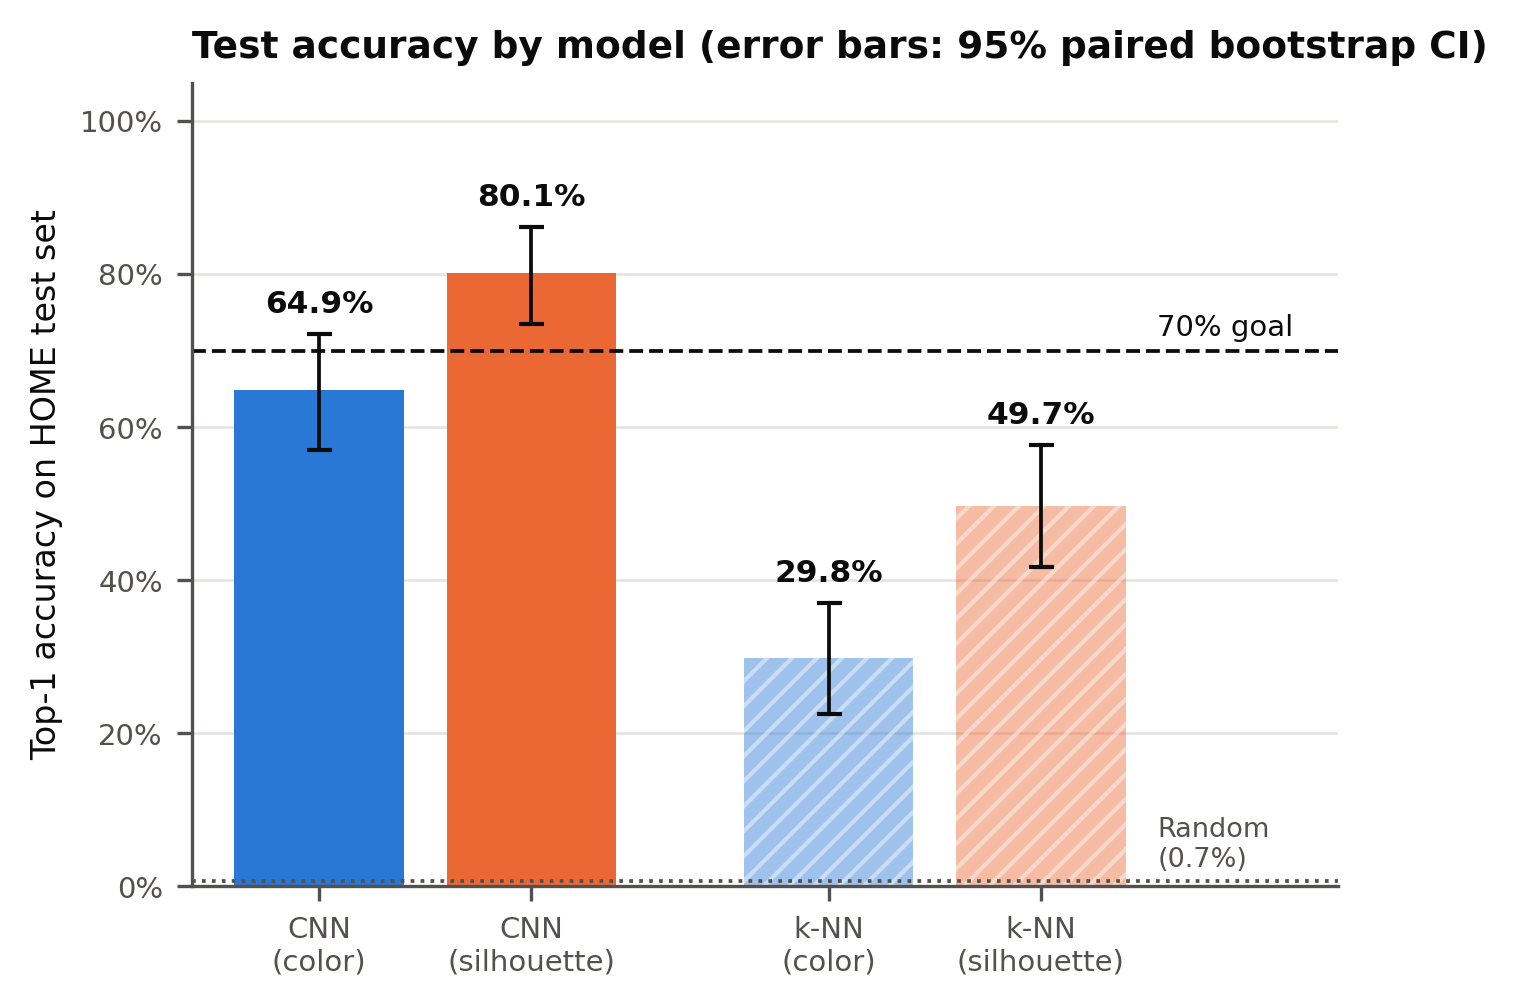 Test accuracy by model (error bars: 95% paired bootstrap CI)
Top-1 accuracy on HOME test set
100%
80%
60%
40%
20%
0%
64.9%
80.1%
29.8%
49.7%
70% goal
Random
(0.7%)
CNN
(color)
CNN
(silhouette)
k-NN
(color)
k-NN
(silhouette)